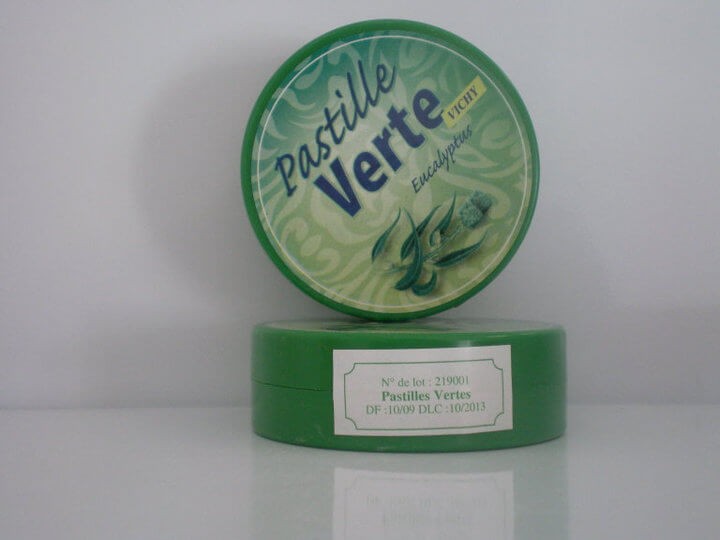 Pastille
Verte
VICHY
Eucalyptus
N° de lot : 219001
Pastilles Vertes
DF :10/09 DLC :10/2013